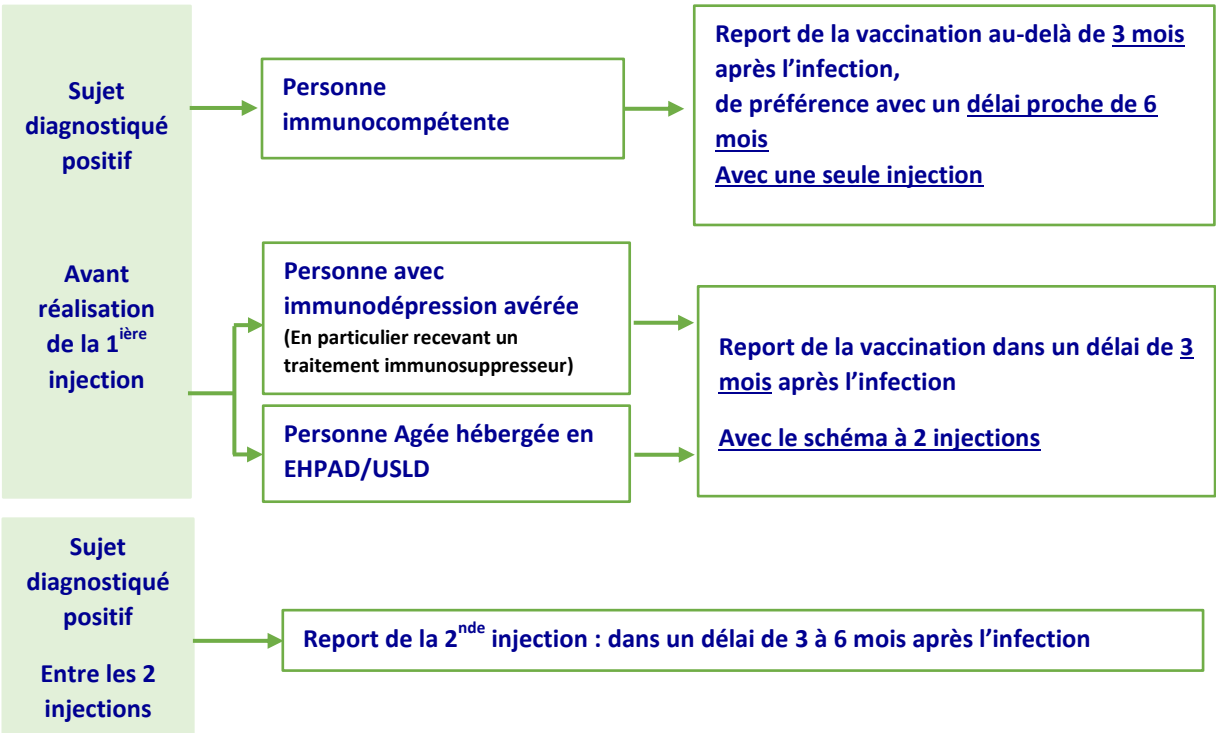 Sujet
diagnostiqué
positif
Avant
réalisation
de la 1ière
injection
Personne
immunocompétente
Report de la vaccination au-delà de 3 mois
après l’infection,
de préférence avec un délai proche de 6
mois
Avec une seule injection
Personne avec
immunodépression avérée
(En particulier recevant un
traitement immunosuppresseur)
Personne Agée hébergée en
EHPAD/USLD
Report de la vaccination dans un délai de 3
mois après l’infection
Avec le schéma à 2 injections
Sujet
diagnostiqué
positif
Entre les 2
injections
Report de la 2nde injection : dans un délai de 3 à 6 mois après l’infection